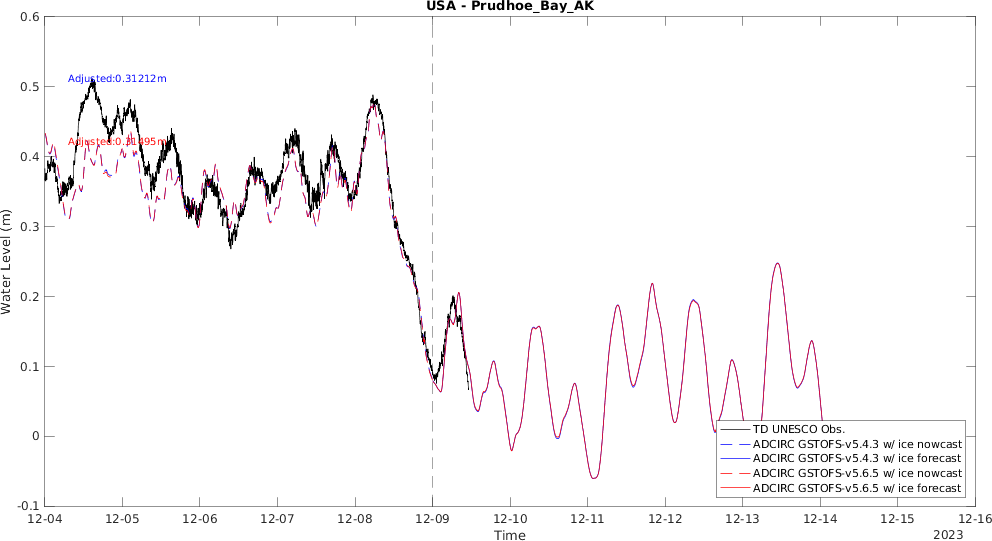 USA - Prudhoe_Bay_AK
0.6
0.5
0.4
0.3
0.2
0.1
0
-0.1
Water Level (m)
Adjusted:0.31212m
Adjusted:0.31495m
TD UNESCO Obs.
ADCIRC GSTOFS-v5.4.3 w/ ice nowcast
ADCIRC GSTOFS-v5.4.3 w/ ice forecast
ADCIRC GSTOFS-v5.6.5 w/ ice nowcast
ADCIRC GSTOFS-v5.6.5 w/ ice forecast
12-04 12-05 12-06 12-07 12-08 12-09 12-10 12-11 12-12 12-13 12-14 12-15 12-16
Time
2023